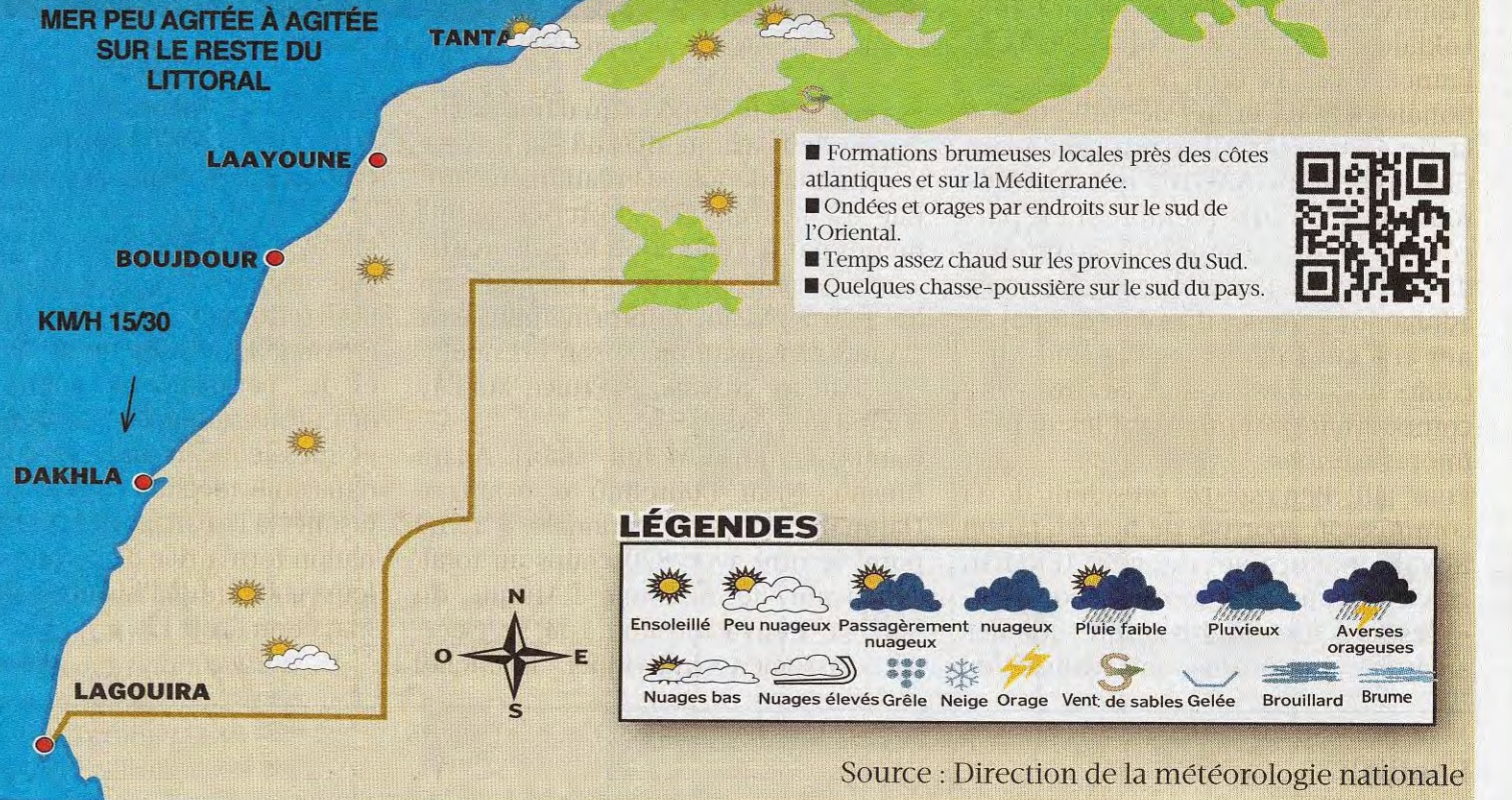 MER PEU AGITÉE À AGITÉE
SUR LE RESTE DU
LITTORAL
TANTA
LAAYOUNE
■ Formations brumeuses locales près des côtes
atlantiques et sur la Méditerranée.
■ Ondées et orages par endroits sur le sud de
l'Oriental.
■ Temps assez chaud sur les provinces du Sud.
■ Quelques chasse-poussière sur le sud du pays.
BOUJDOUR
KM/H 15/30
DAKHLA
LÉGENDES
Ensoleillé Peu nuageux Passagèrement nuageux Pluie faible Pluvieux Averses
nuageux orageuses
Nuages bas Nuages élevés Grêle Neige Orage Vent de sables Gelée Brouillard Brume
N
O E
S
LAGOUIRA
Source : Direction de la météorologie nationale